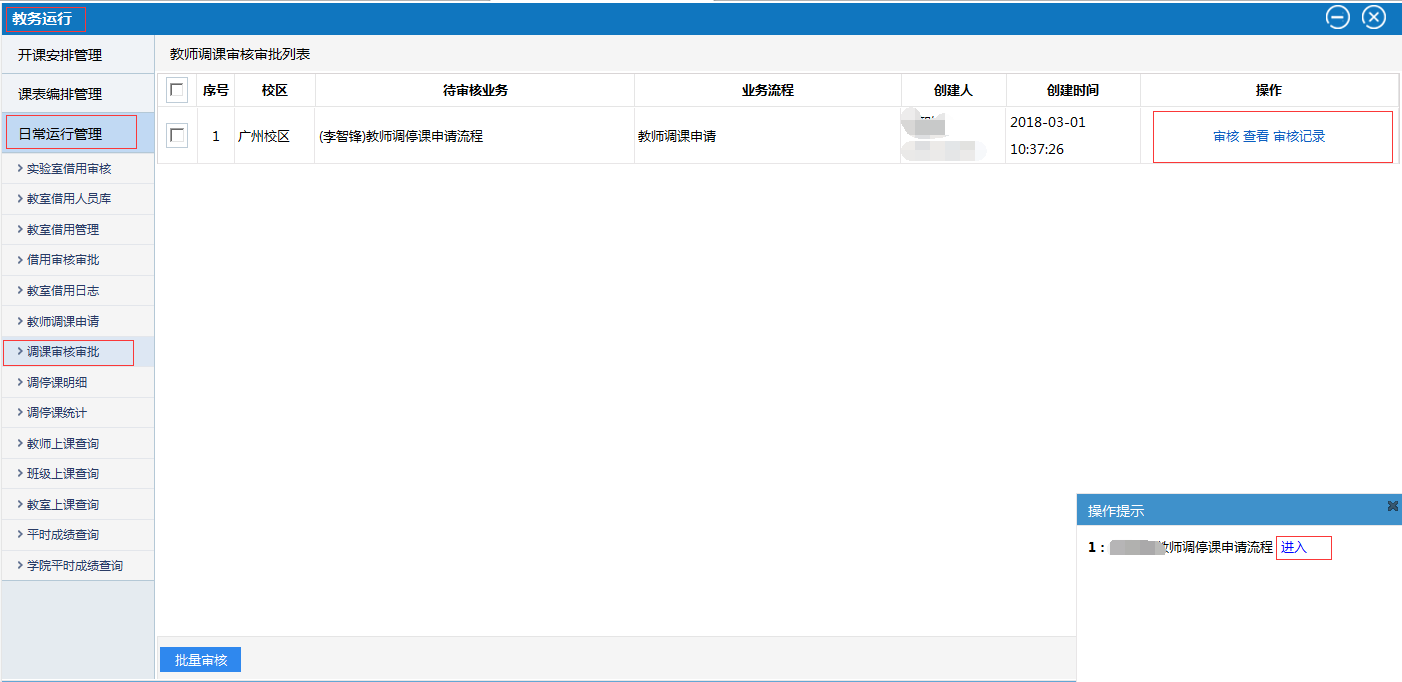 教务运行
开课安排管理
课表编排管理
日常运行管理
实验室借用审核
教室借用人员库
教室借用管理
借用审核审批
教室借用日志
教师调课申请
调课审核审批
调停课明细
调停课统计
教师上课查询
班级上课查询
教室上课查询
平时成绩查询
学院平时成绩查询
教师调课审核审批列表
序号 校区 待审核业务 业务流程 创建人 创建时间 操作
1 广州校区 (李智锋)教师调停课申请流程 教师调课申请 2018-03-01 审核 查看 审核记录
10:37:26
批量审核
操作提示
1： 师调停课申请流程 进入